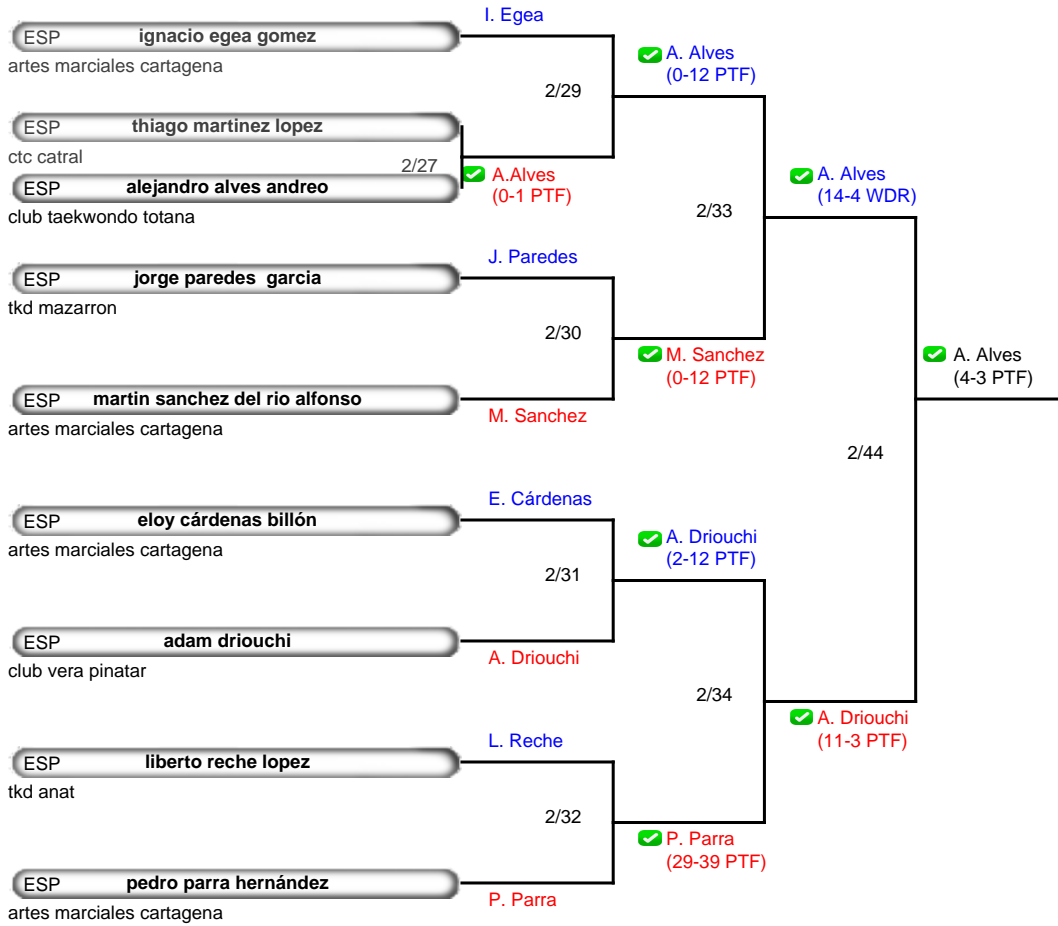 I. Egea
ESP ignacio egea gomez
artes marciales cartagena
A. Alves
(0-12 PTF)
2/29
ESP thiago martinez lopez
ctc catral
2/27
A.Alves
(0-1 PTF)
ESP alejandro alves andreo
club taekwondo totana
A. Alves
(14-4 WDR)
2/33
J. Paredes
ESP jorge paredes garcia
tkd mazarron
2/30
M. Sanchez
(0-12 PTF)
A. Alves
(4-3 PTF)
ESP martin sanchez del rio alfonso
M. Sanchez
artes marciales cartagena
2/44
E. Cárdenas
ESP eloy cárdenas billón
artes marciales cartagena
A. Driouchi
(2-12 PTF)
2/31
ESP adam driouchi
A. Driouchi
club vera pinatar
2/34
A. Driouchi
(11-3 PTF)
L. Reche
ESP liberto reche lopez
tkd anat
2/32
P. Parra
(29-39 PTF)
ESP pedro parra hernández
P. Parra
artes marciales cartagena